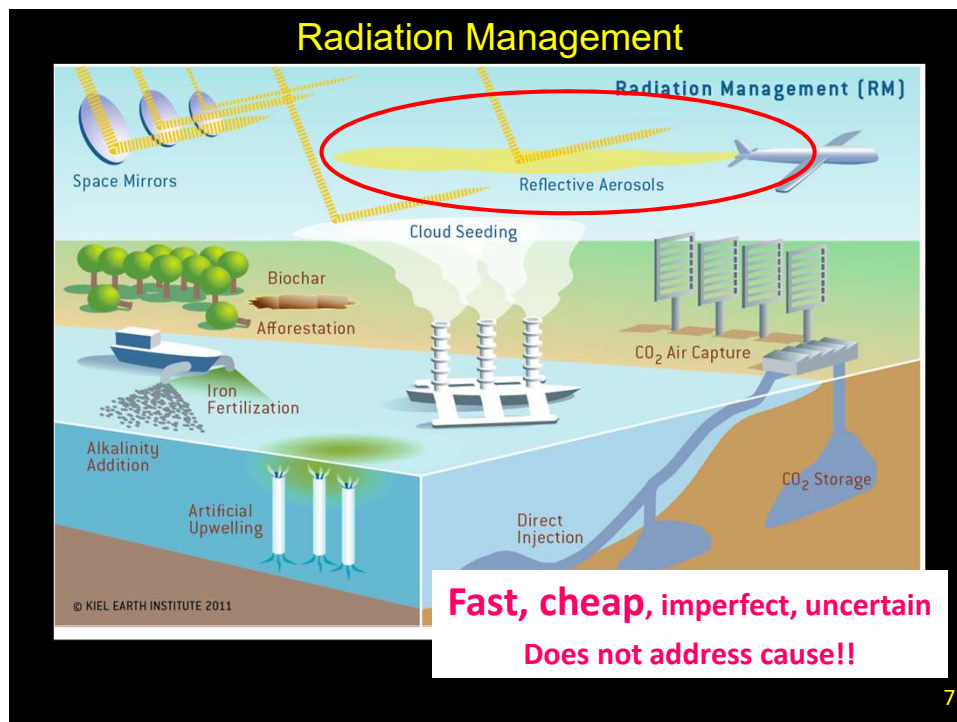 Radiation Management
Radiation Management (RM)
Space Mirrors
Reflective Aerosols
Cloud Seeding
Biochar
Afforestation
CO₂ Air Capture
Iron
Fertilization
Alkalinity
Addition
CO₂ Storage
Artificial
Upwelling
Direct
Injection
© KIEL EARTH INSTITUTE 2011
Fast, cheap, imperfect, uncertain
Does not address cause!!
7